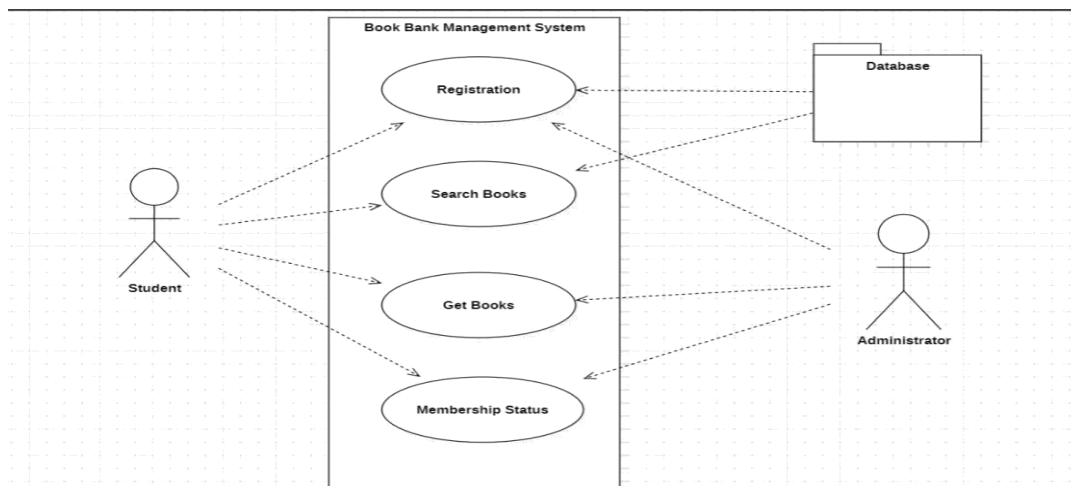 Book Bank Management System
Registration
Database
Search Books
Student
Get Books
Administrator
Membership Status